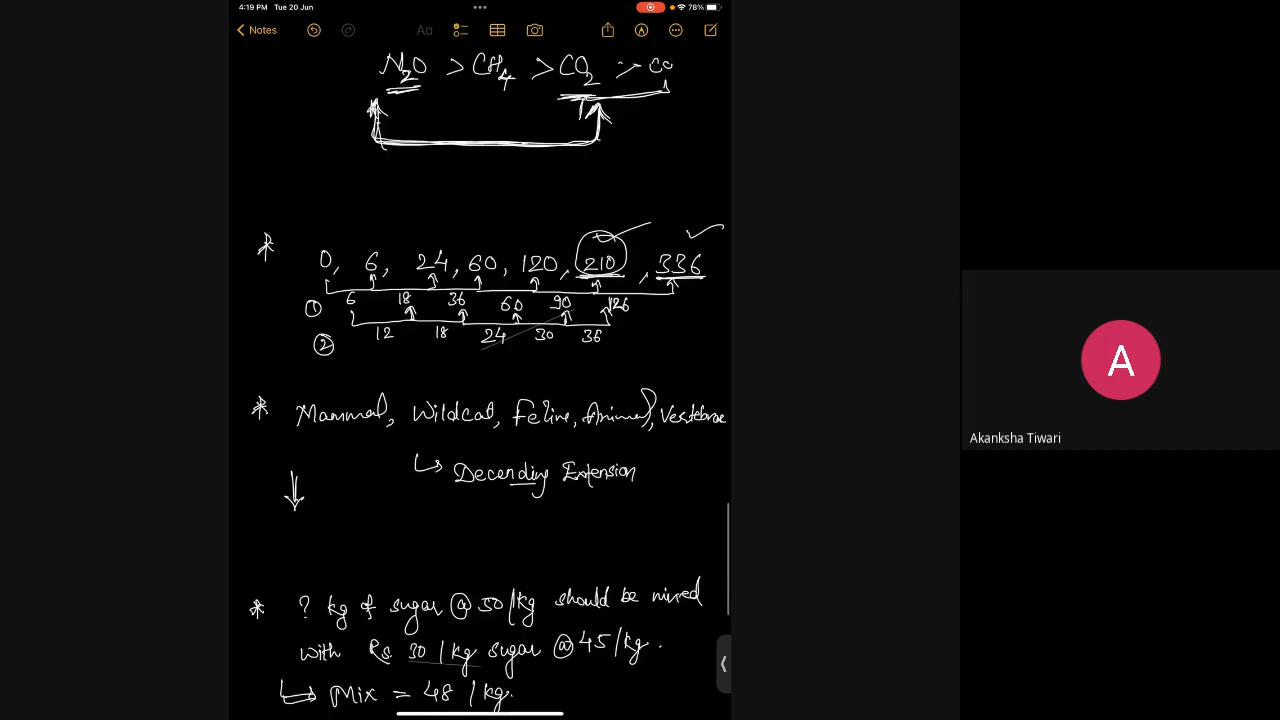 4:19 PM Tue 20 Jun
78%
Notes
Aa
N2O > CH4 > CO2 > CO
* 0, 6, 24, 60, 120, 210, 336
① 6 18 36 60 90 126
② 12 18 24 30 36
* Mammal, Wildcat, Feline, Animal, Vertebrae
Decending Extension
* ? kg of sugar @ 50/kg should be mixed
with Rs. 30/kg sugar @ 45/kg.
Mix = 48/kg.
A
Akanksha Tiwari